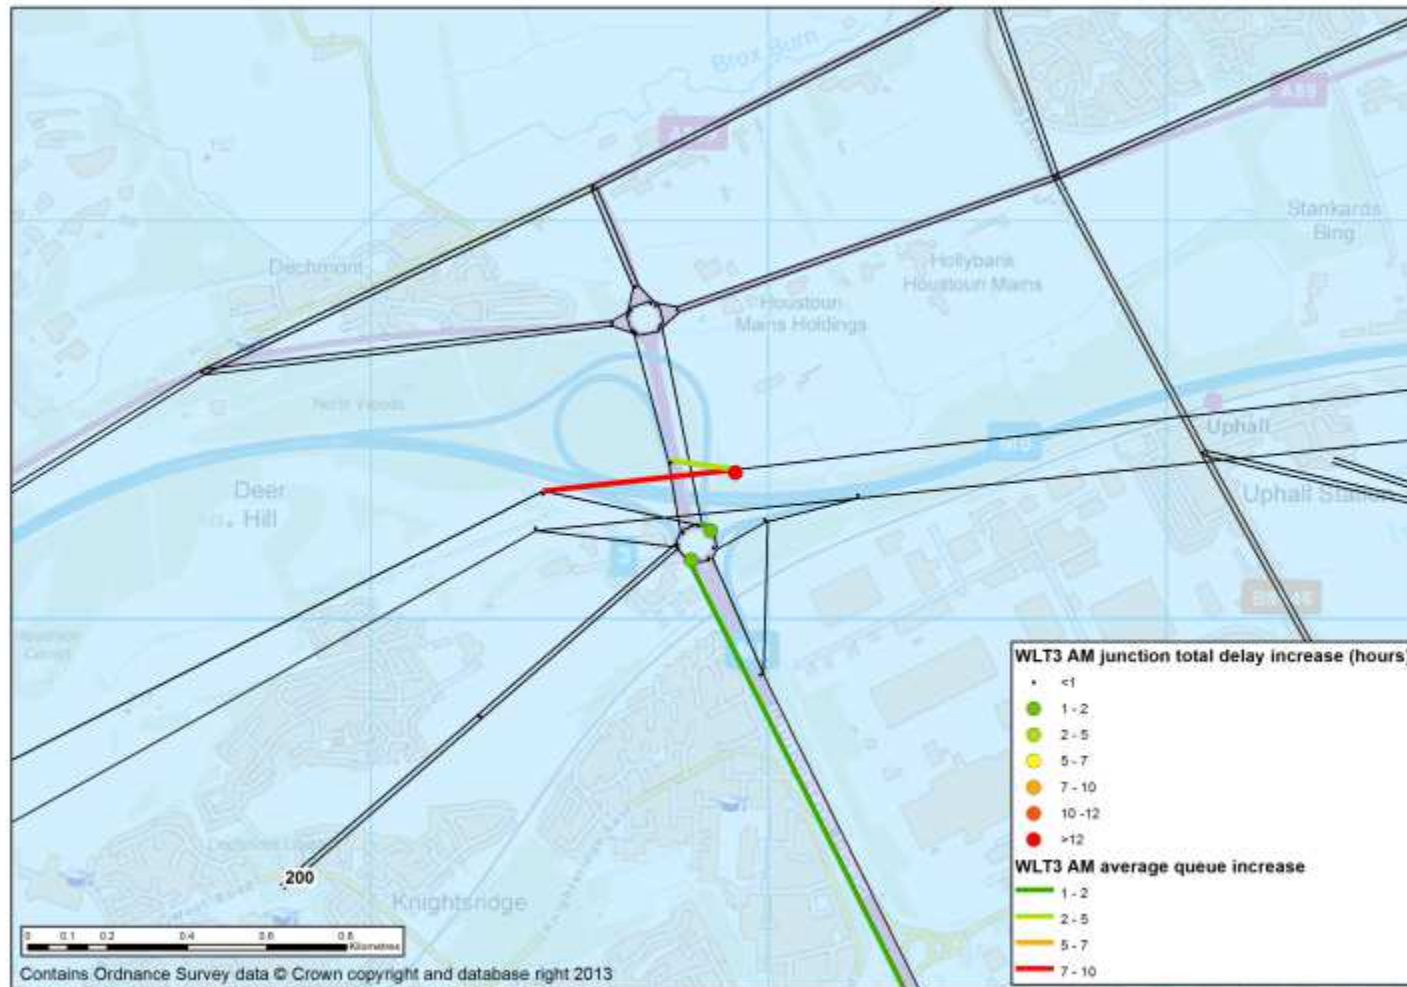 Brox Burn
A89
Stankards
Bing
Dechmont
Hollybank
Houstoun Mains
Houstoun
Mains Holdings
Uphall
Deer
Hill
Uphall Station
3
200
Knightsridge
WLT3 AM junction total delay increase (hours)
<1
1 - 2
2 - 5
5 - 7
7 - 10
10 -12
>12
WLT3 AM average queue increase
1 - 2
2 - 5
5 - 7
7 - 10
0 0.1 0.2 0.4 0.6 0.8
Kilometres
Contains Ordnance Survey data © Crown copyright and database right 2013